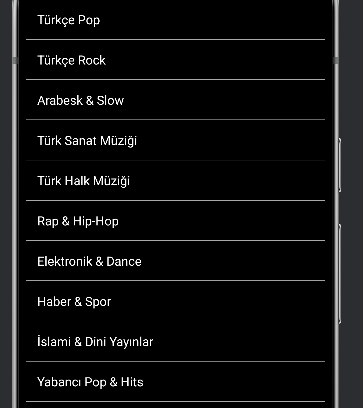 Türkçe Pop
Türkçe Rock
Arabesk & Slow
Türk Sanat Müziği
Türk Halk Müziği
Rap & Hip-Hop
Elektronik & Dance
Haber & Spor
İslami & Dini Yayınlar
Yabancı Pop & Hits